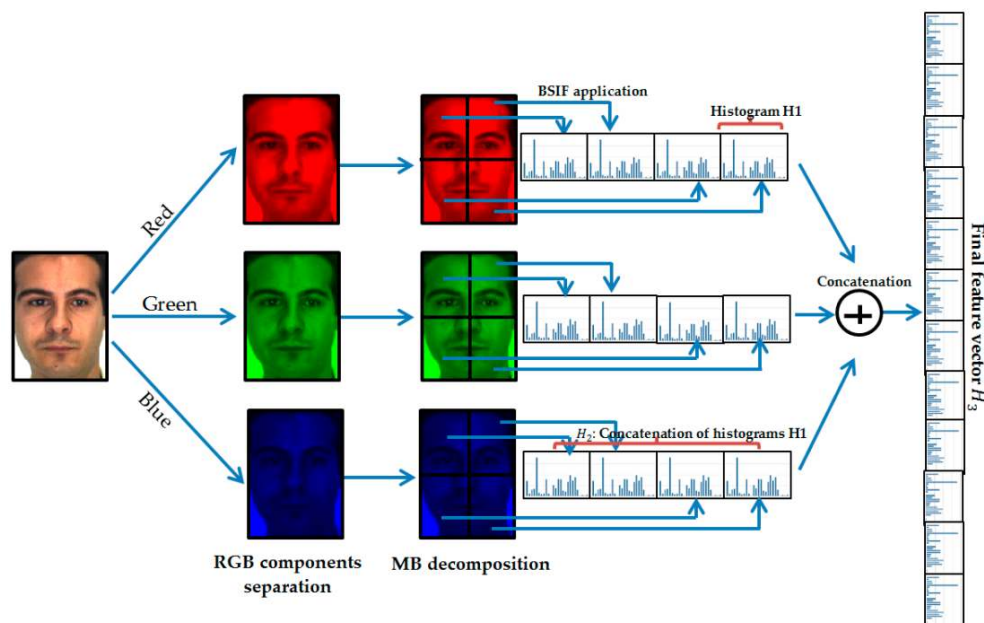 BSIF application
Histogram H1
Red
Green
Blue
Concatenation
Final feature vector H₃
H₂: Concatenation of histograms H1
RGB components
separation
MB decomposition